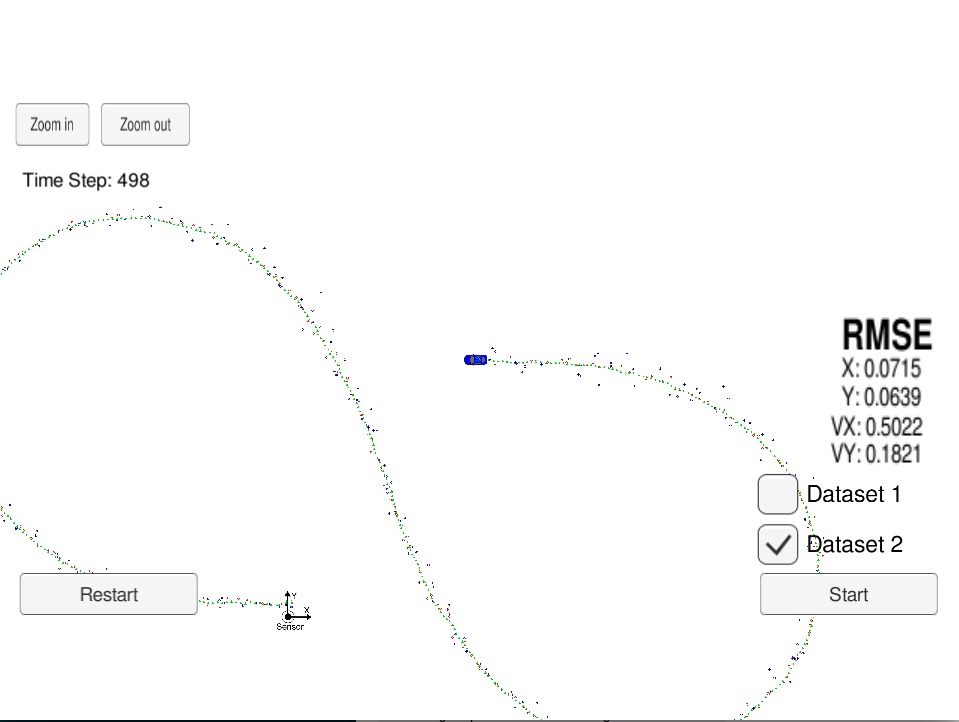 Zoom in
Zoom out
Time Step: 498
RMSE
X: 0.0715
Y: 0.0639
VX: 0.5022
VY: 0.1821
Dataset 1
Dataset 2
Restart
Start
Y
X
Sensor